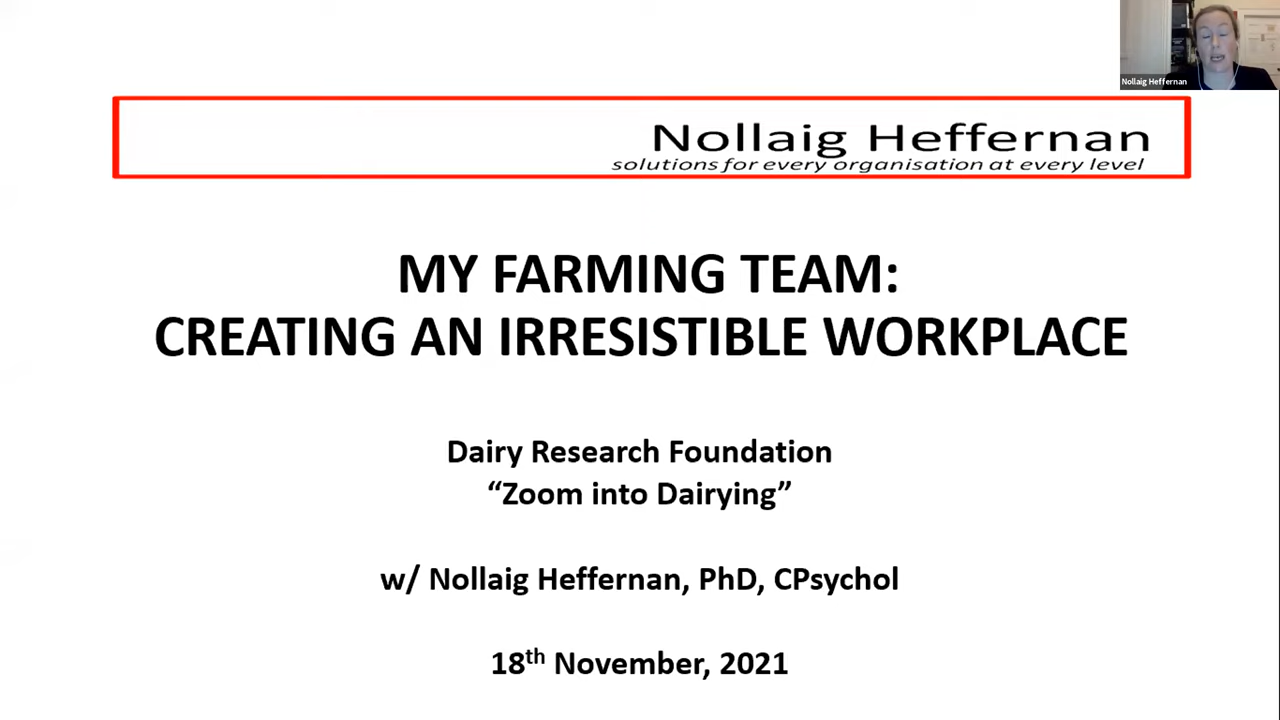 Nollaig Heffernan
Nollaig Heffernan
solutions for every organisation at every level
MY FARMING TEAM:
CREATING AN IRRESISTIBLE WORKPLACE
Dairy Research Foundation
“Zoom into Dairying”
w/ Nollaig Heffernan, PhD, CPsychol
18th November, 2021